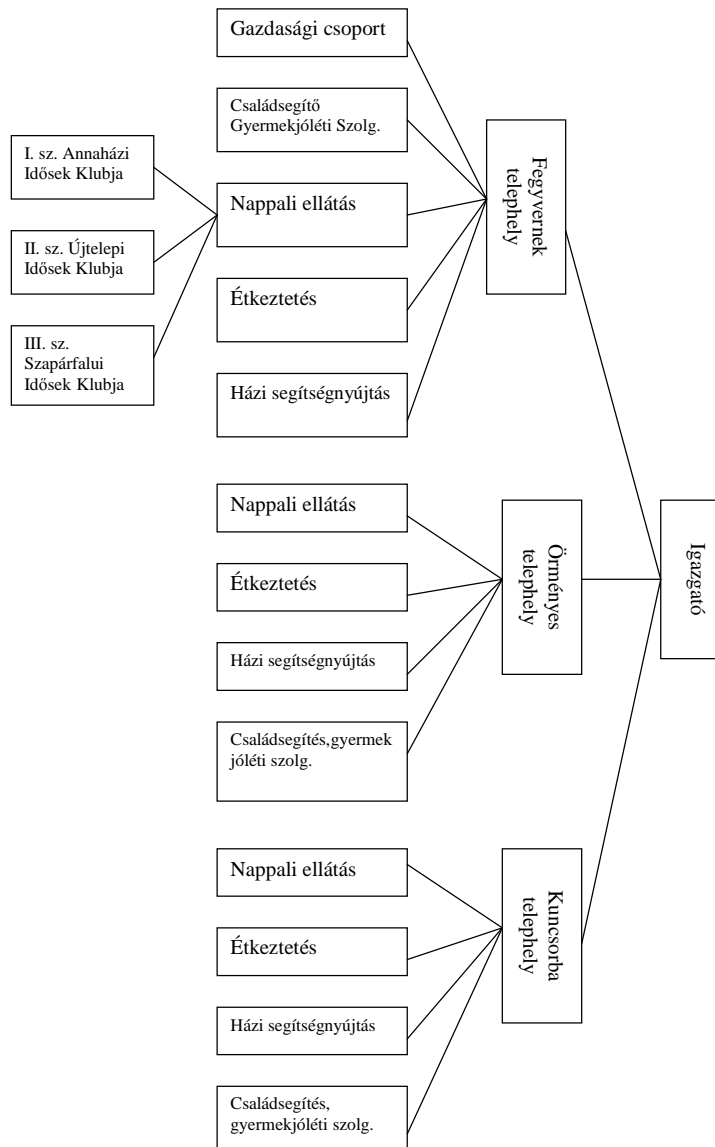 Gazdasági csoport
Családsegítő
Gyermekjóléti Szolg.
Nappali ellátás
Étkeztetés
Házi segítségnyújtás
I. sz. Annaházi
Idősek Klubja
II. sz. Újtelepi
Idősek Klubja
III. sz.
Szapárfalui
Idősek Klubja
Fegyvernek
telephely
Nappali ellátás
Étkeztetés
Házi segítségnyújtás
Családsegítés,gyermek
jóléti szolg.
Örményes
telephely
Igazgató
Nappali ellátás
Étkeztetés
Házi segítségnyújtás
Családsegítés,
gyermekjóléti szolg.
Kuncsorba
telephely